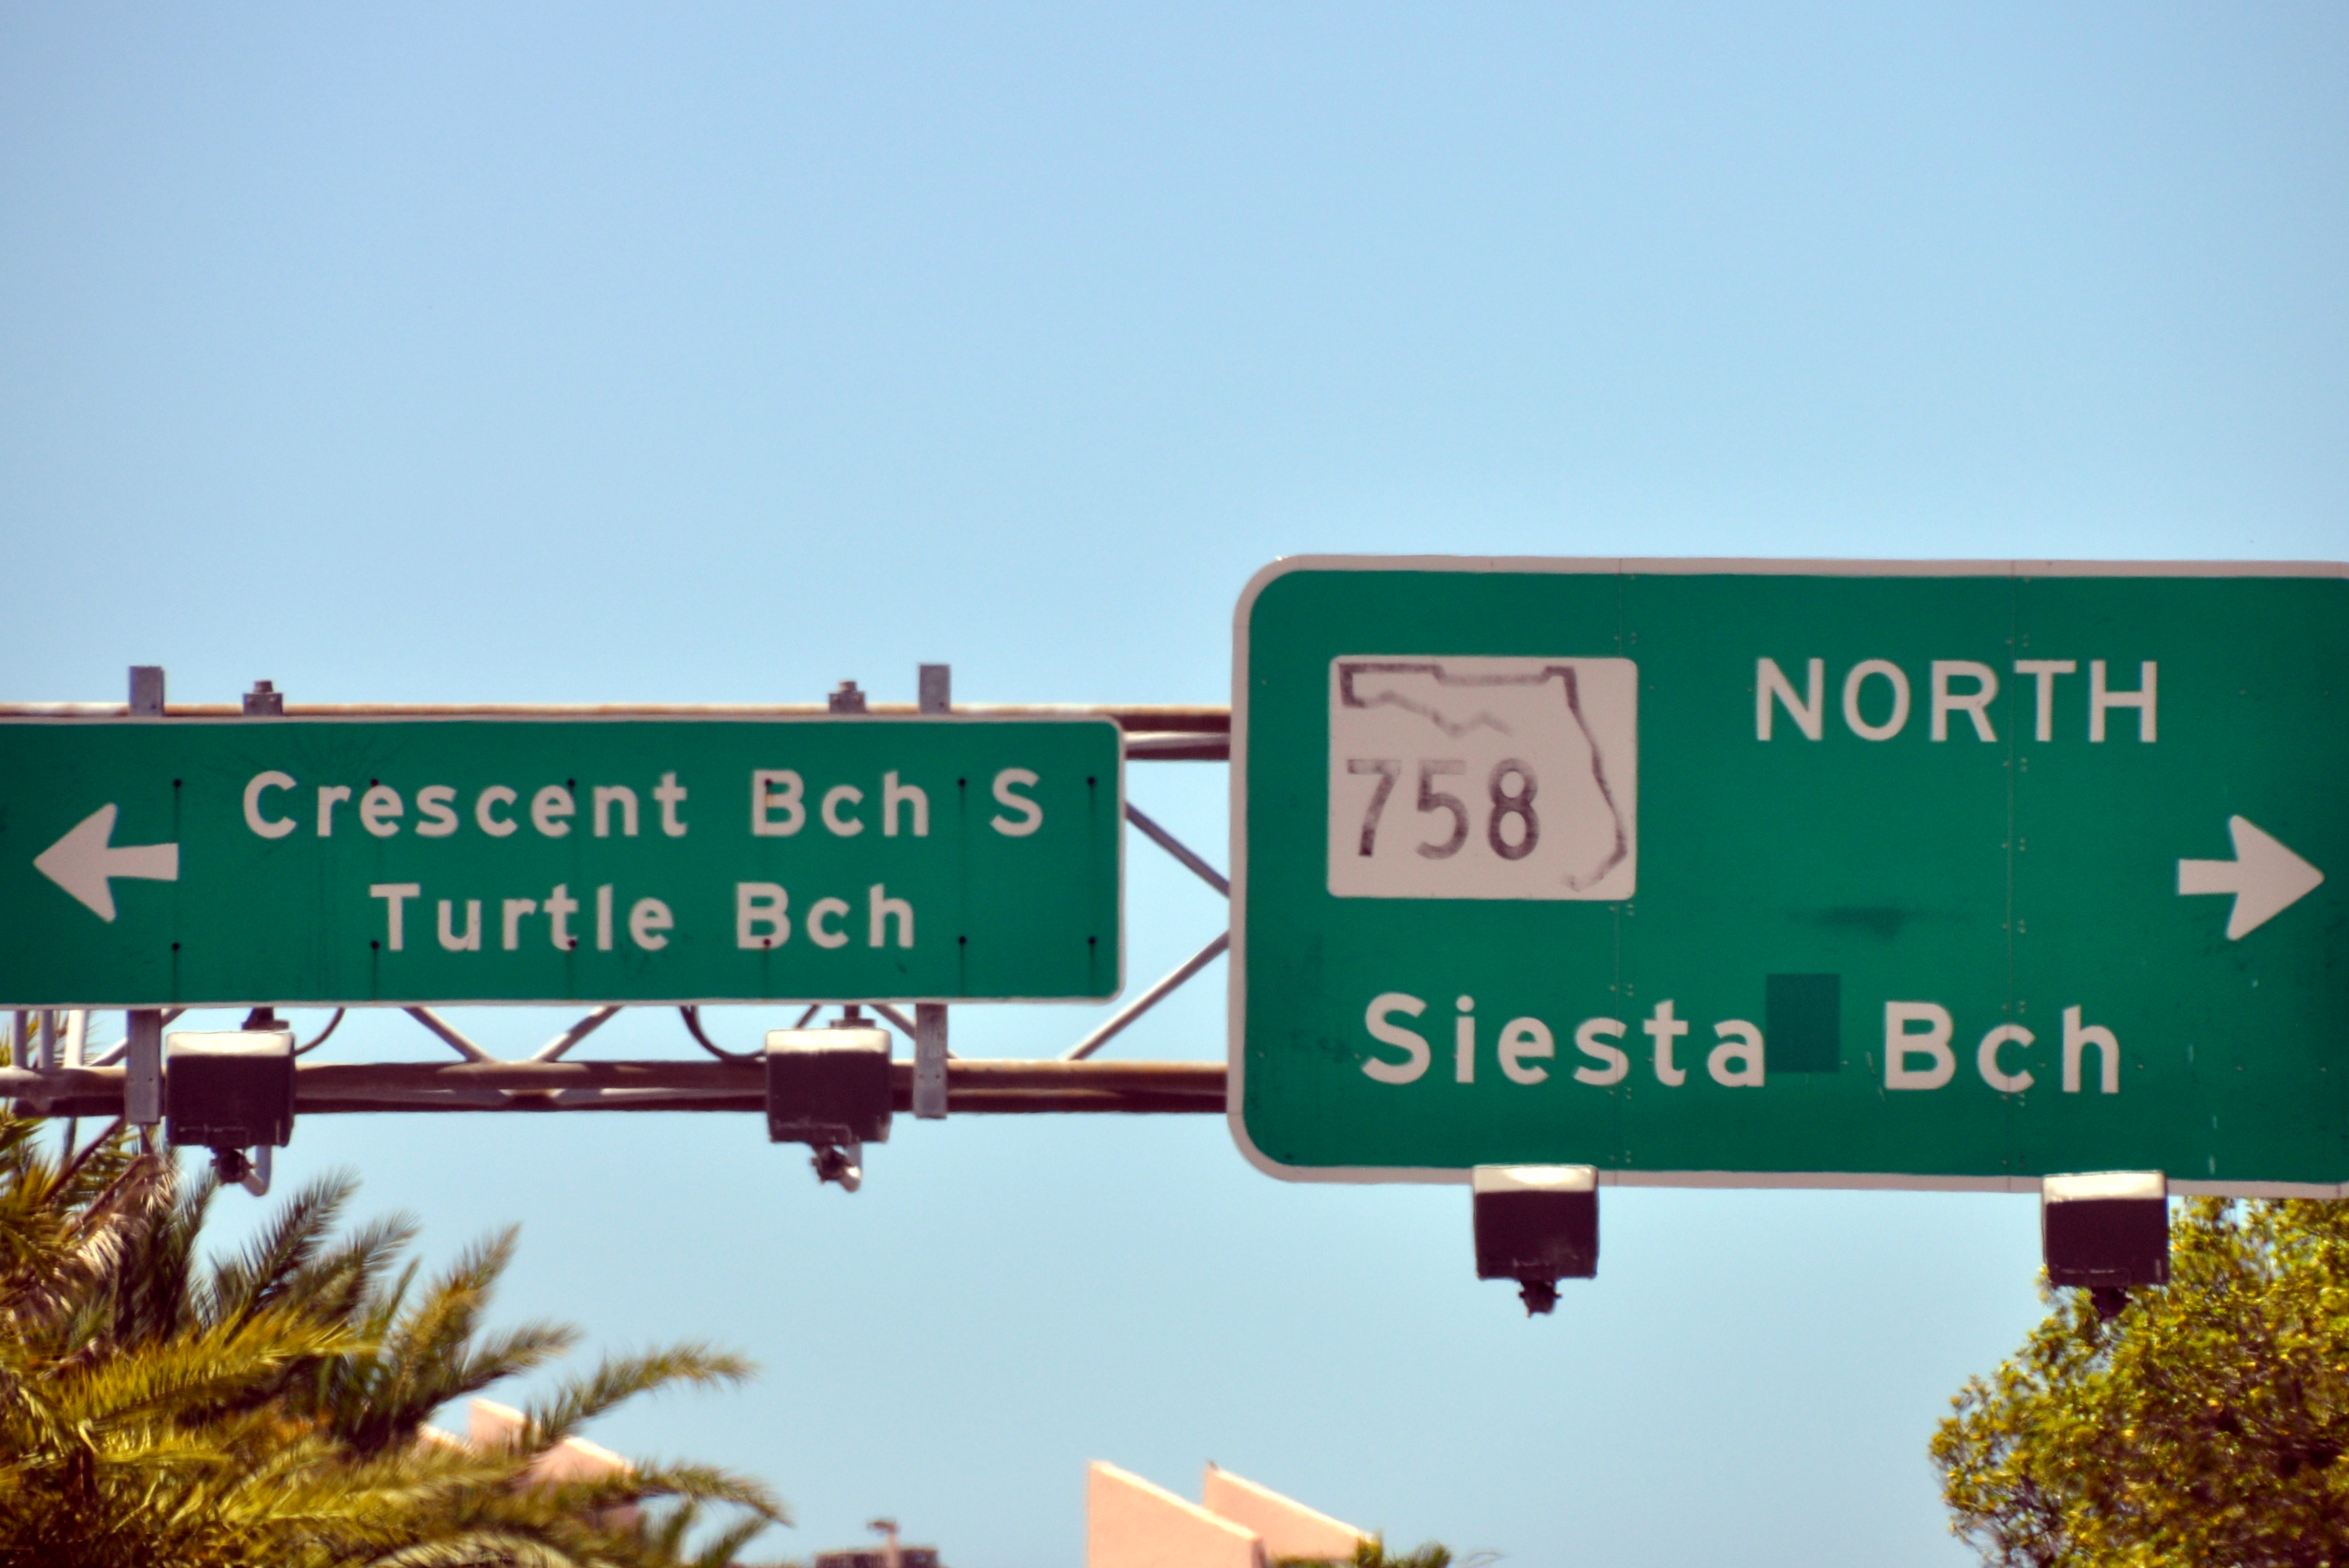 Crescent Bch S
Turtle Bch
758 NORTH
Siesta Bch